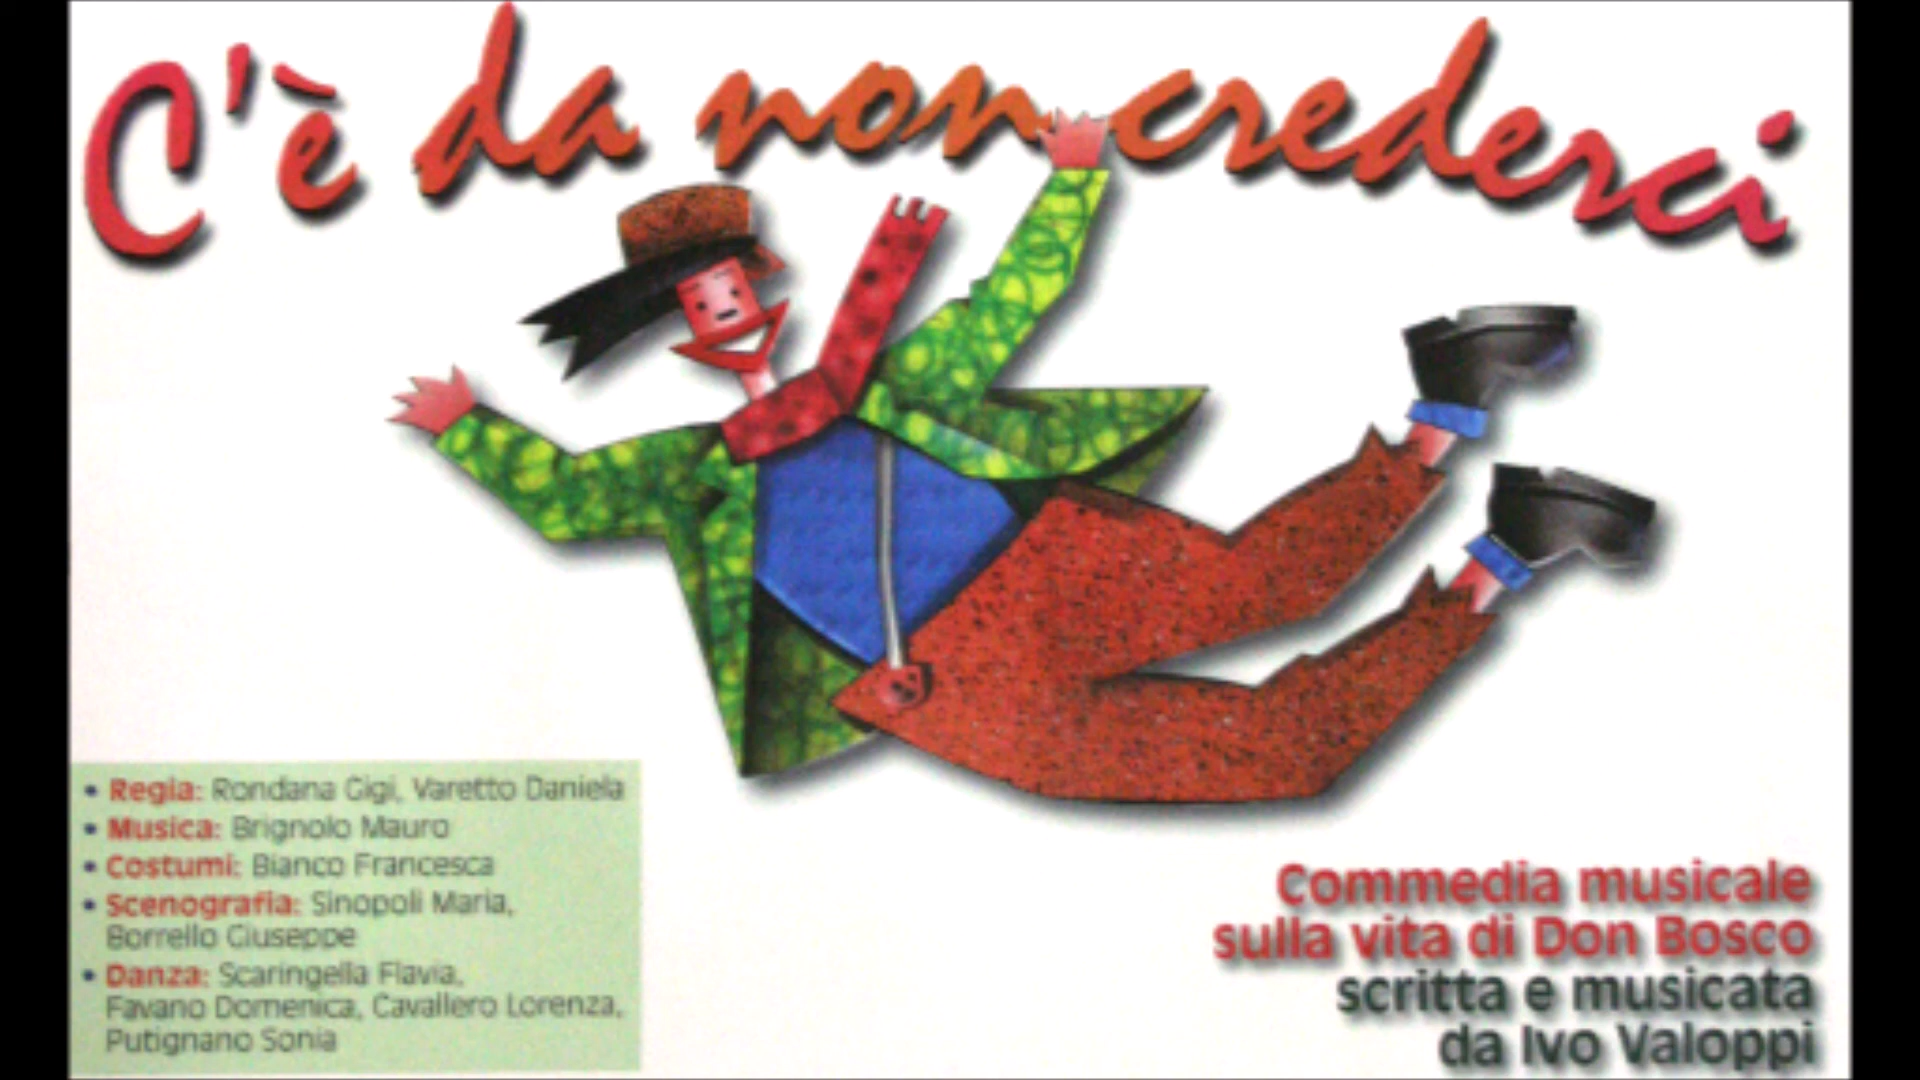 C'è da non crederci
• Regia: Rondana Gigi, Varetto Daniela
• Musica: Brignolo Mauro
• Costumi: Bianco Francesca
• Scenografia: Sinopoli Maria,
Borrello Giuseppe
• Danza: Scaringella Flavia,
Favano Domenica, Cavallero Lorenza,
Putignano Sonia
Commedia musicale
sulla vita di Don Bosco
scritta e musicata
da Ivo Valoppi